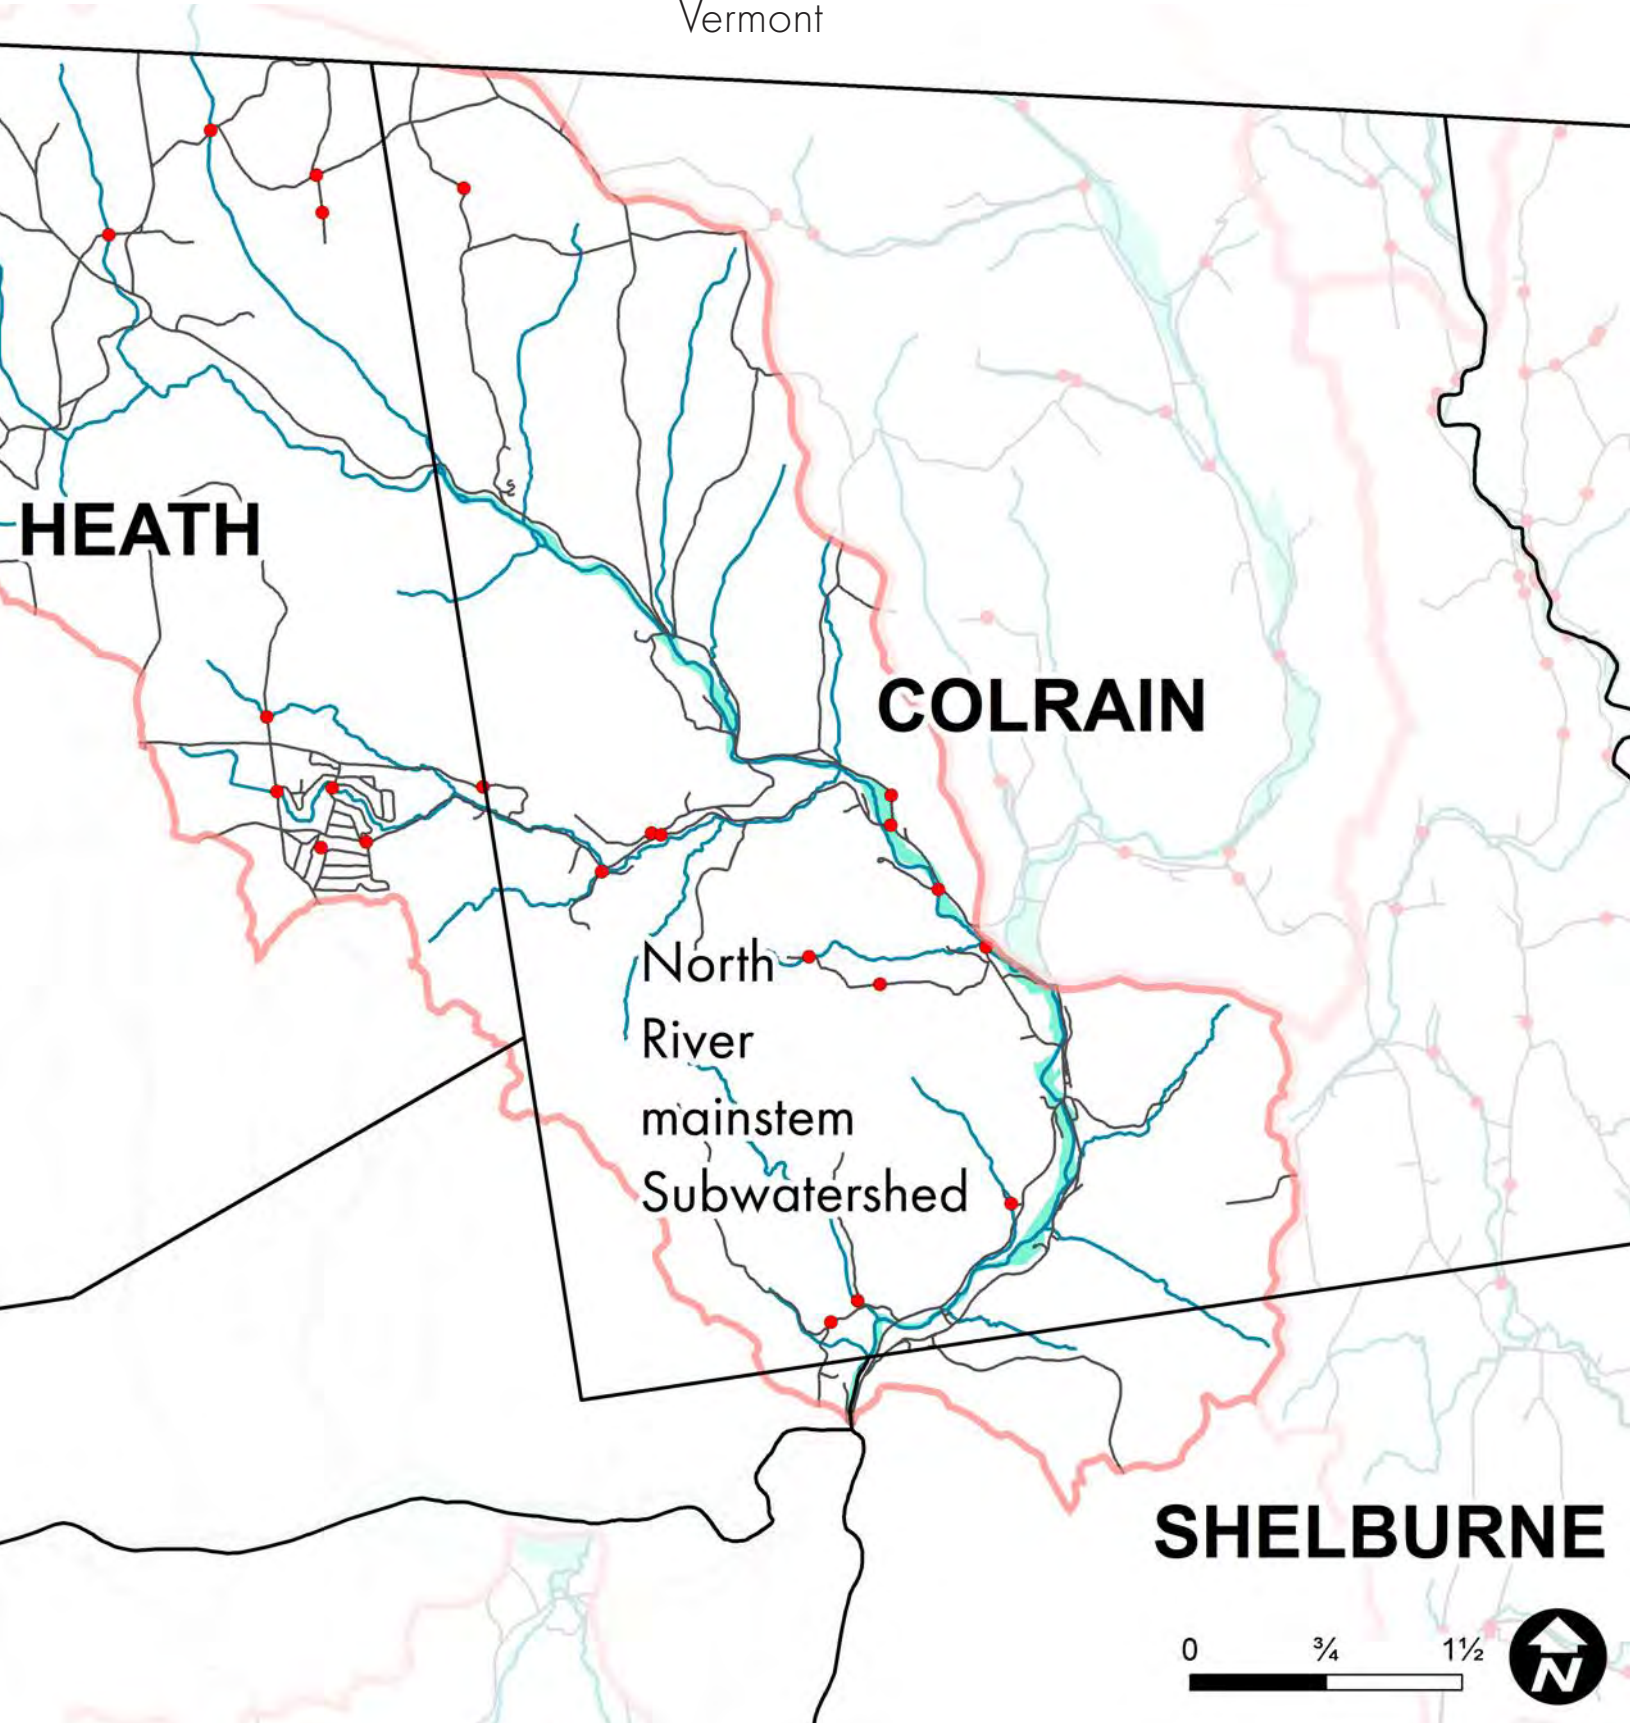 Vermont
HEATH
COLRAIN
North
River
mainstem
Subwatershed
SHELBURNE
0 ¾ 1½
N